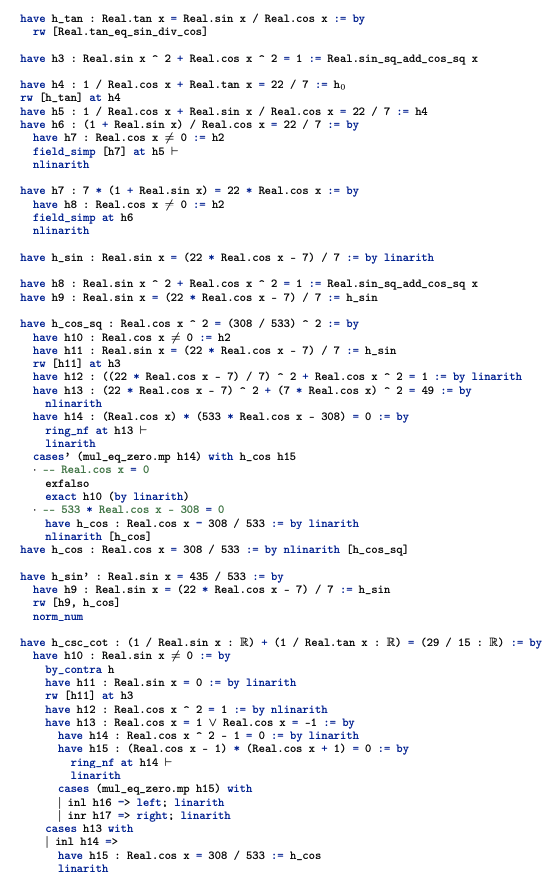 have h_tan : Real.tan x = Real.sin x / Real.cos x := by
rw [Real.tan_eq_sin_div_cos]
have h3 : Real.sin x ^ 2 + Real.cos x ^ 2 = 1 := Real.sin_sq_add_cos_sq x
have h4 : 1 / Real.cos x + Real.tan x = 22 / 7 := h₀
rw [h_tan] at h4
have h5 : 1 / Real.cos x + Real.sin x / Real.cos x = 22 / 7 := h4
have h6 : (1 + Real.sin x) / Real.cos x = 22 / 7 := by
have h7 : Real.cos x ≠ 0 := h2
field_simp [h7] at h5 ⊢
nlinarith
have h7 : 7 * (1 + Real.sin x) = 22 * Real.cos x := by
have h8 : Real.cos x ≠ 0 := h2
field_simp at h6
nlinarith
have h_sin : Real.sin x = (22 * Real.cos x - 7) / 7 := by linarith
have h8 : Real.sin x ^ 2 + Real.cos x ^ 2 = 1 := Real.sin_sq_add_cos_sq x
have h9 : Real.sin x = (22 * Real.cos x - 7) / 7 := h_sin
have h_cos_sq : Real.cos x ^ 2 = (308 / 533) ^ 2 := by
have h10 : Real.cos x ≠ 0 := h2
have h11 : Real.sin x = (22 * Real.cos x - 7) / 7 := h_sin
rw [h11] at h3
have h12 : ((22 * Real.cos x - 7) / 7) ^ 2 + Real.cos x ^ 2 = 1 := by linarith
have h13 : (22 * Real.cos x - 7) ^ 2 + (7 * Real.cos x) ^ 2 = 49 := by
nlinarith
have h14 : (Real.cos x) * (533 * Real.cos x - 308) = 0 := by
ring_nf at h13 ⊢
linarith
cases' (mul_eq_zero.mp h14) with h_cos h15
· -- Real.cos x = 0
exfalso
exact h10 (by linarith)
· -- 533 * Real.cos x - 308 = 0
have h_cos : Real.cos x = 308 / 533 := by linarith
nlinarith [h_cos]
have h_cos : Real.cos x = 308 / 533 := by nlinarith [h_cos_sq]
have h_sin' : Real.sin x = 435 / 533 := by
have h9 : Real.sin x = (22 * Real.cos x - 7) / 7 := h_sin
rw [h9, h_cos]
norm_num
have h_csc_cot : (1 / Real.sin x : ℝ) + (1 / Real.tan x : ℝ) = (29 / 15 : ℝ) := by
have h10 : Real.sin x ≠ 0 := by
by_contra h
have h11 : Real.sin x = 0 := by linarith
rw [h11] at h3
have h12 : Real.cos x ^ 2 = 1 := by nlinarith
have h13 : Real.cos x = 1 ∨ Real.cos x = -1 := by
have h14 : Real.cos x ^ 2 - 1 = 0 := by linarith
have h15 : (Real.cos x - 1) * (Real.cos x + 1) = 0 := by
ring_nf at h14 ⊢
linarith
cases (mul_eq_zero.mp h15) with
| inl h16 => left; linarith
| inr h17 => right; linarith
cases h13 with
| inl h14 =>
have h15 : Real.cos x = 308 / 533 := h_cos
linarith